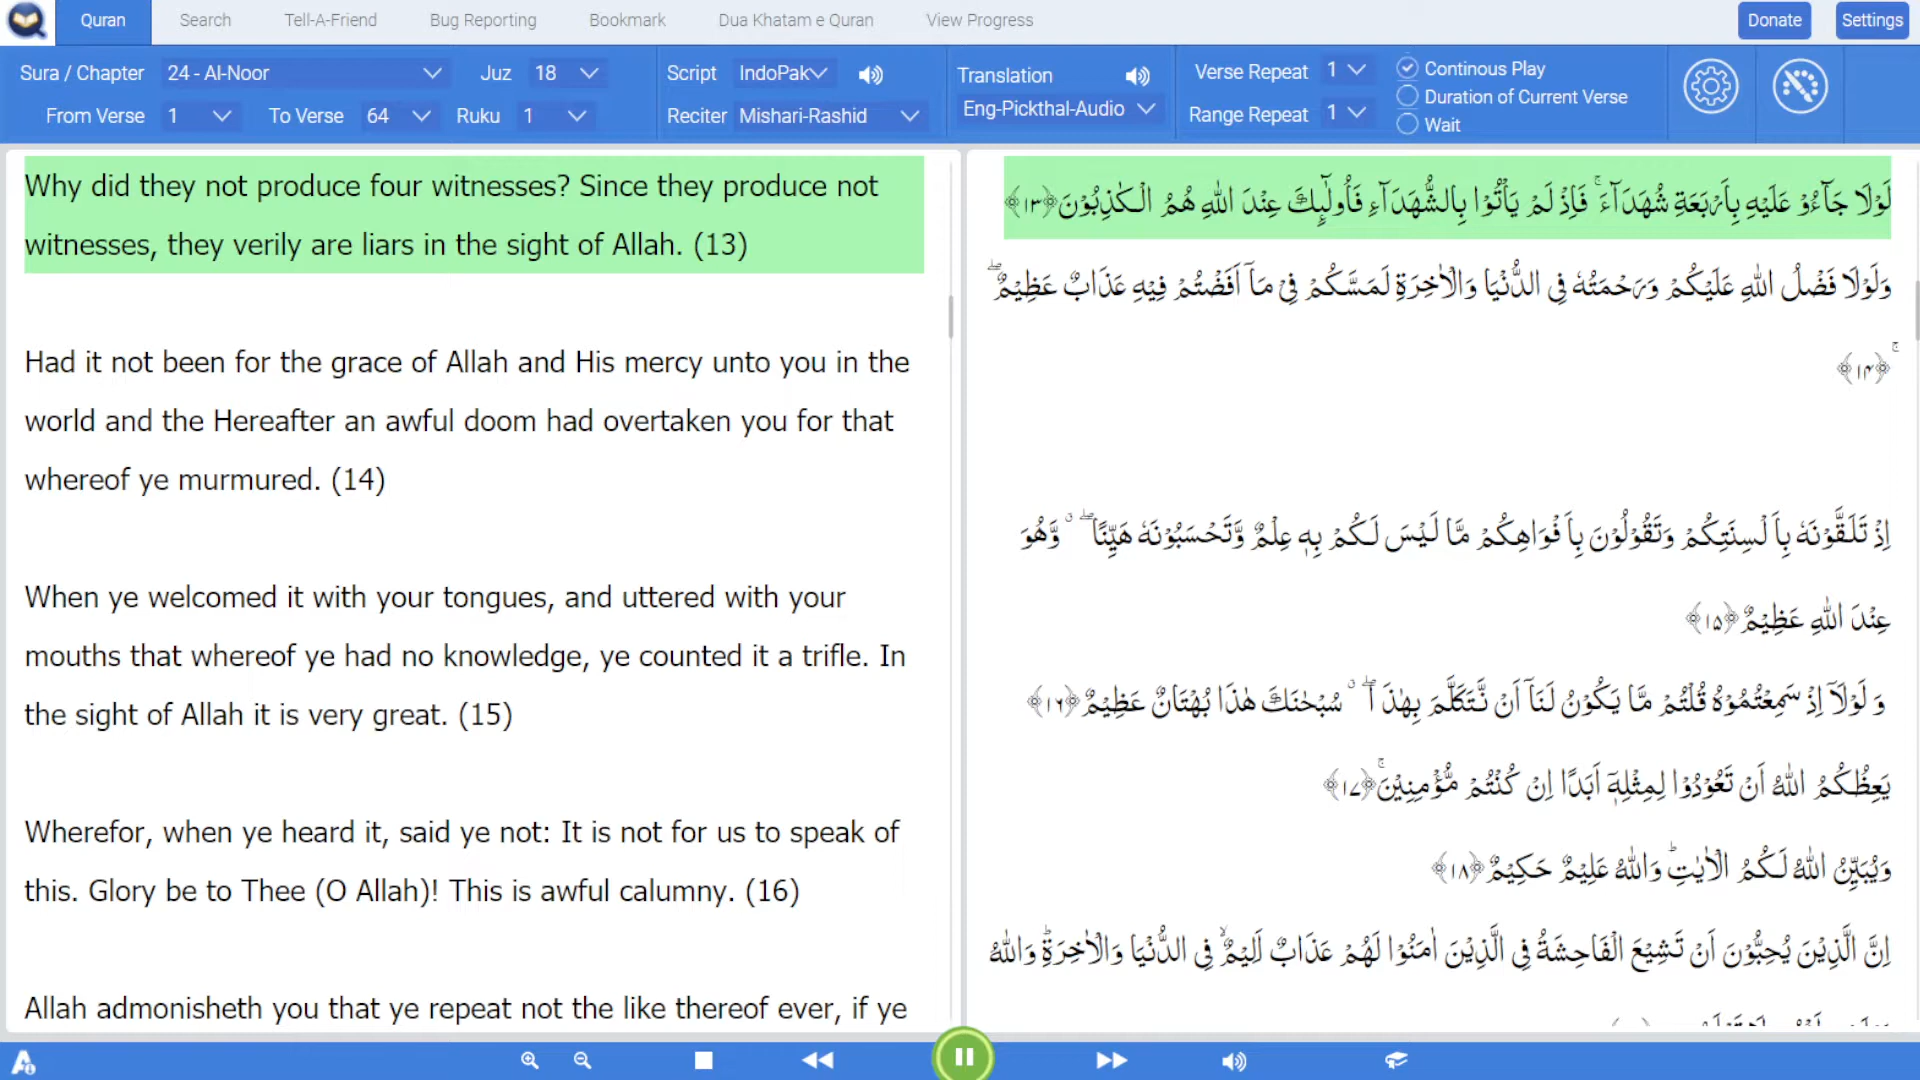 Quran Search Tell-A-Friend Bug Reporting Bookmark Dua Khatam e Quran View Progress Donate Settings
Sura / Chapter 24 - Al-Noor Juz 18
From Verse 1 To Verse 64 Ruku 1
Script IndoPak
Reciter Mishari-Rashid
Translation
Eng-Pickthal-Audio
Verse Repeat 1
Range Repeat 1
Continous Play
Duration of Current Verse
Wait
Why did they not produce four witnesses? Since they produce not
witnesses, they verily are liars in the sight of Allah. (13)
Had it not been for the grace of Allah and His mercy unto you in the
world and the Hereafter an awful doom had overtaken you for that
whereof ye murmured. (14)
When ye welcomed it with your tongues, and uttered with your
mouths that whereof ye had no knowledge, ye counted it a trifle. In
the sight of Allah it is very great. (15)
Wherefor, when ye heard it, said ye not: It is not for us to speak of
this. Glory be to Thee (O Allah)! This is awful calumny. (16)
Allah admonisheth you that ye repeat not the like thereof ever, if ye
لَوْلَا جَآءُوْ عَلَيْهِ بِاَرْبَعَةِ شُهَدَآءَ ۚ فَاِذْ لَمْ يَاْتُوْا بِالشُّهَدَآءِ فَاُولٰٓٮِٕكَ عِنْدَ اللّٰهِ هُمُ الْـكٰذِبُوْنَ﴿۱۳﴾
وَلَوْلَا فَضْلُ اللّٰهِ عَلَيْكُمْ وَرَحْمَتُهٗ فِى الدُّنْيَا وَالْاٰخِرَةِ لَمَسَّكُمْ فِىْ مَاۤ اَفَضْتُمْ فِيْهِ عَذَابٌ عَظِيْمٌ ۖ
ۚ﴿۱۴﴾
اِذْ تَلَقَّوْنَهٗ بِاَ لْسِنَتِكُمْ وَتَقُوْلُوْنَ بِاَ فْوَاهِكُمْ مَّا لَـيْسَ لَـكُمْ بِهٖ عِلْمٌ وَّتَحْسَبُوْنَهٗ هَيِّنًا ۖ وَّهُوَ
عِنْدَ اللّٰهِ عَظِيْمٌ﴿۱۵﴾
وَ لَوْلَاۤ اِذْ سَمِعْتُمُوْهُ قُلْتُمْ مَّا يَكُوْنُ لَـنَاۤ اَنْ نَّـتَكَلَّمَ بِهٰذَ ا ۖ سُبْحٰنَكَ هٰذَا بُهْتَانٌ عَظِيْمٌ﴿۱۶﴾
يَعِظُكُمُ اللّٰهُ اَنْ تَعُوْدُوْا لِمِثْلِهٖۤ اَبَدًا اِنْ كُنْتُمْ مُّؤْمِنِيْنَ ۚ﴿۱۷﴾
وَيُبَيِّنُ اللّٰهُ لَـكُمُ الْاٰيٰتِ ؕ وَاللّٰهُ عَلِيْمٌ حَكِيْمٌ﴿۱۸﴾
اِنَّ الَّذِيْنَ يُحِبُّوْنَ اَنْ تَشِيْعَ الْفَاحِشَةُ فِى الَّذِيْنَ اٰمَنُوْا لَهُمْ عَذَابٌ اَلِيْمٌ ۙ فِى الدُّنْيَا وَالْاٰخِرَةِ ؕ وَاللّٰهُ